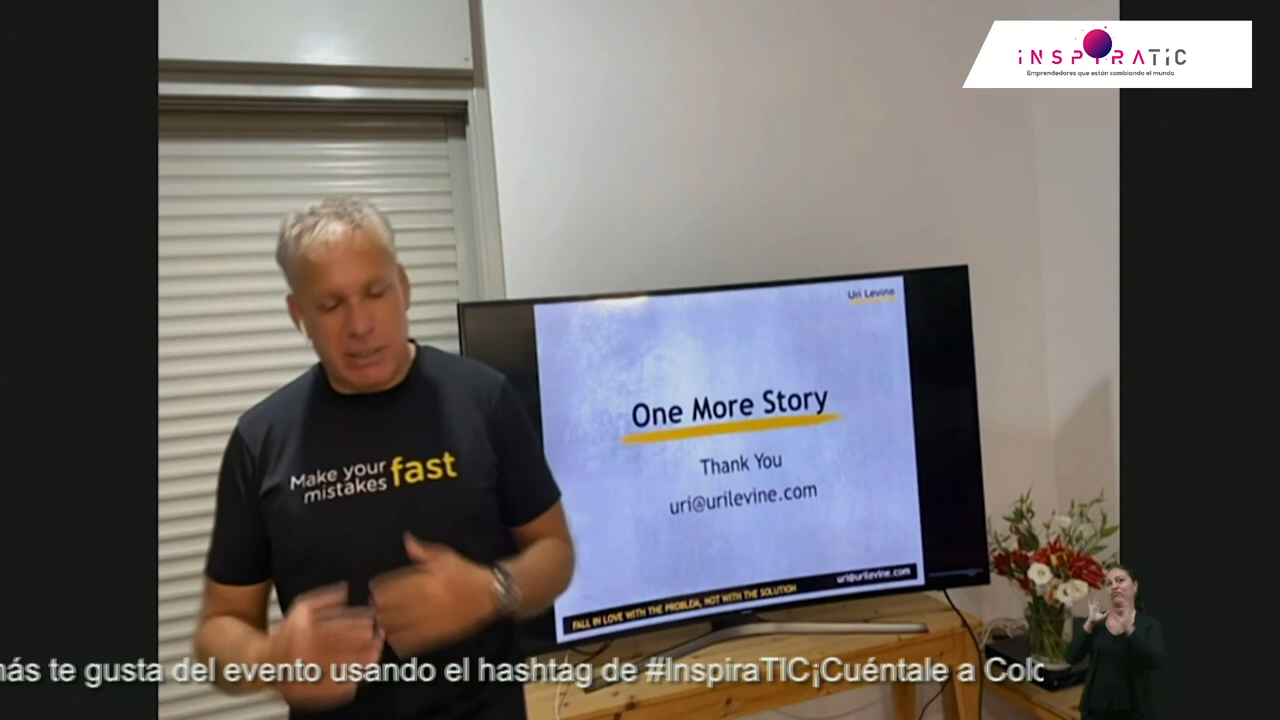 INSPIRATIC
Emprendedores que están cambiando el mundo
Uri Levine
One More Story
Thank You
uri@urilevine.com
Make your
mistakes fast
uri@urilevine.com
FALL IN LOVE WITH THE PROBLEM, NOT WITH THE SOLUTION
más te gusta del evento usando el hashtag de #InspiraTIC¡Cuéntale a Colo